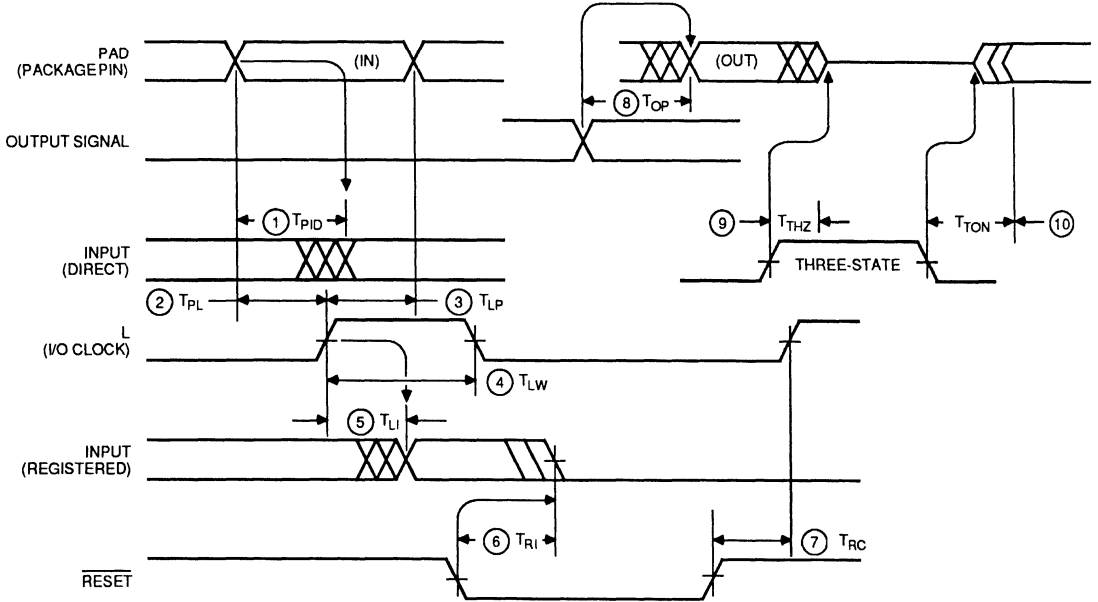 PAD
(PACKAGE PIN)
(IN)
(OUT)
8 TOP
OUTPUT SIGNAL
1 TPID
9 TTHZ
TTON 10
INPUT
(DIRECT)
THREE-STATE
2 TPL
3 TLP
L
(I/O CLOCK)
4 TLW
5 TLI
INPUT
(REGISTERED)
6 TRI
7 TRC
RESET